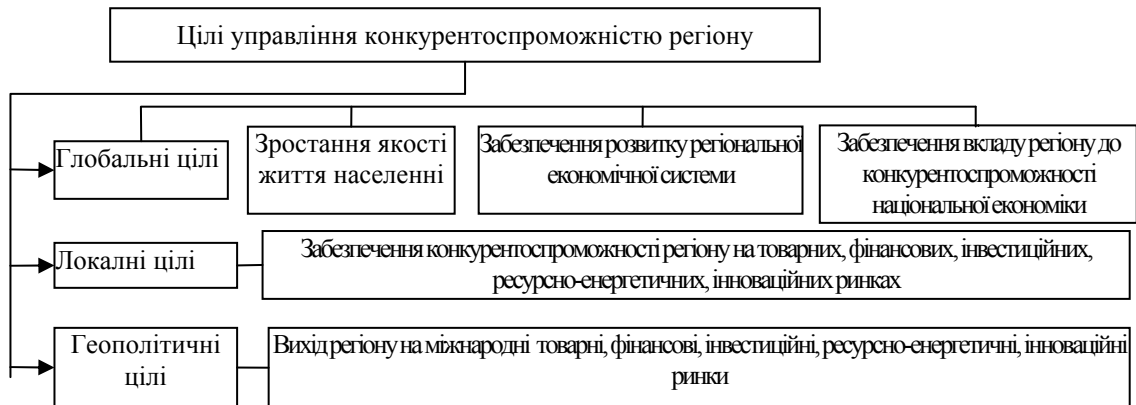 Цілі управління конкурентоспроможністю регіону
Глобальні цілі
Зростання якості
життя населенні
Забезпечення розвитку регіональної
економічної системи
Забезпечення вкладу регіону до
конкурентоспроможності
національної економіки
Локалні цілі
Забезпечення конкурентоспроможності регіону на товарних, фінансових, інвестиційних,
ресурсно-енергетичних, інноваційних ринках
Геополітичні
цілі
Вихід регіону на міжнародні товарні, фінансові, інвестиційні, ресурсно-енергетичні, інноваційні
ринки